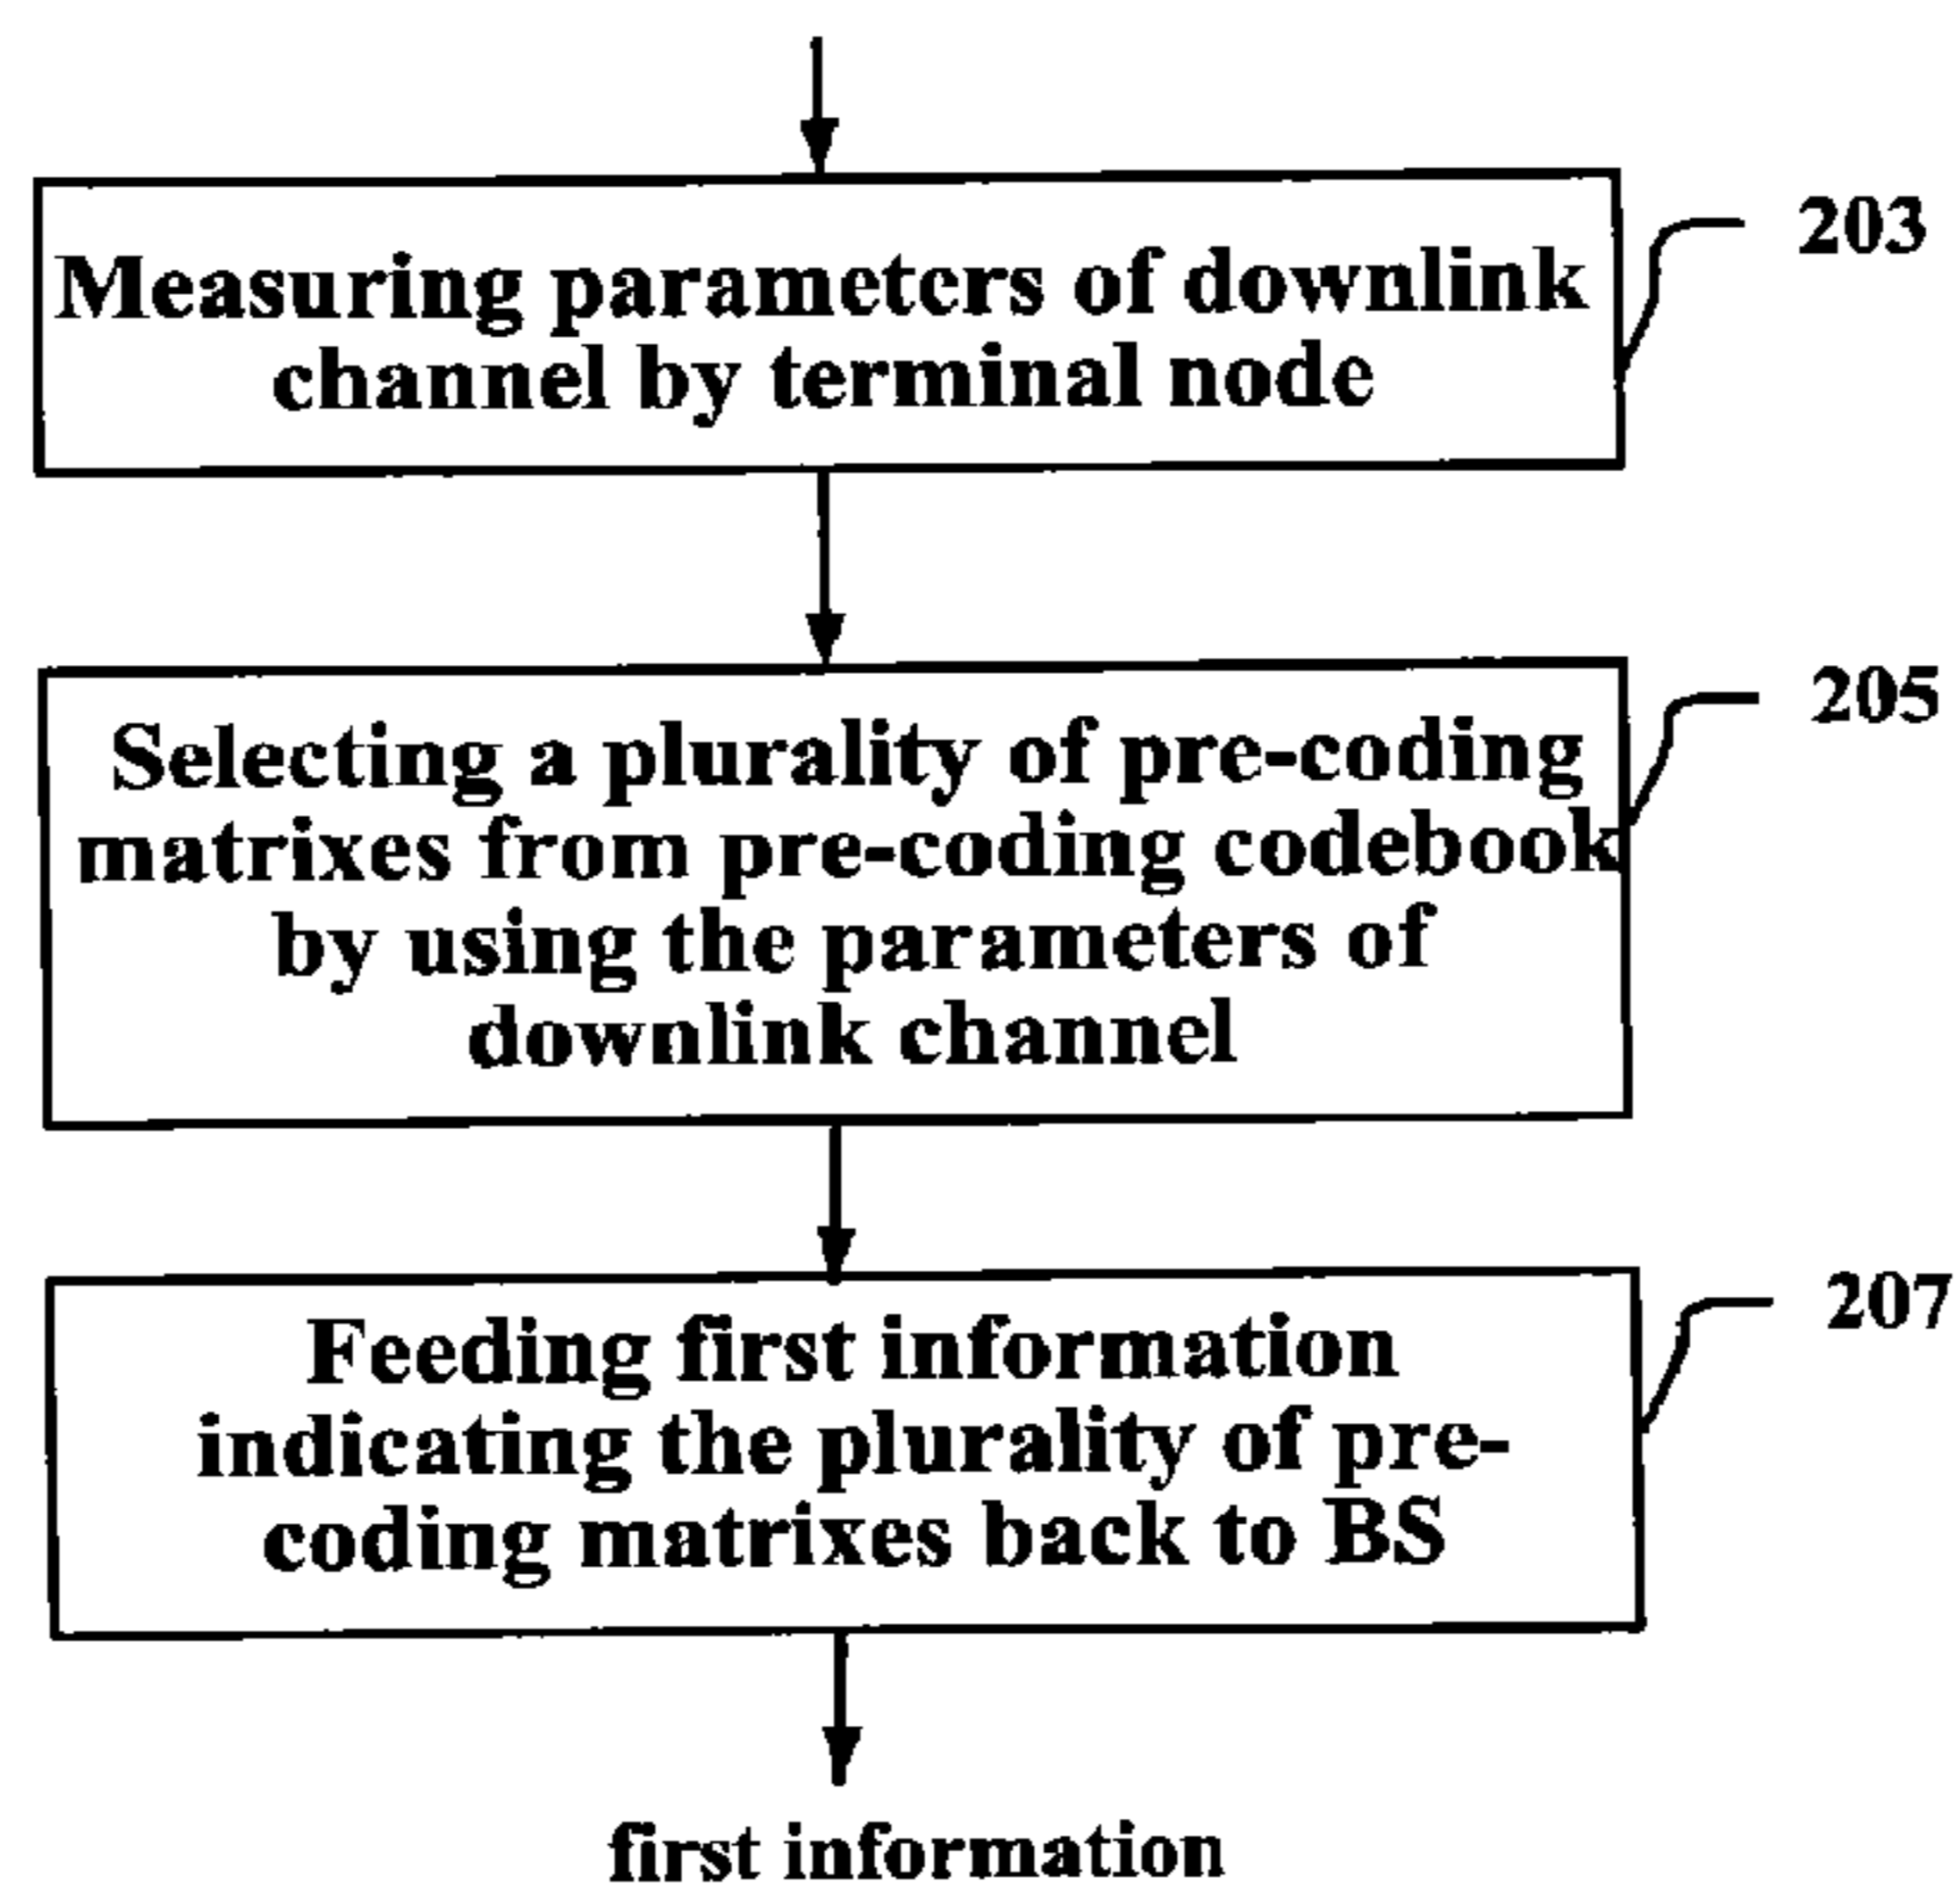 203
Measuring parameters of downlink
channel by terminal node
205
Selecting a plurality of pre-coding
matrixes from pre-coding codebook
by using the parameters of
downlink channel
207
Feeding first information
indicating the plurality of pre-
coding matrixes back to BS
first information